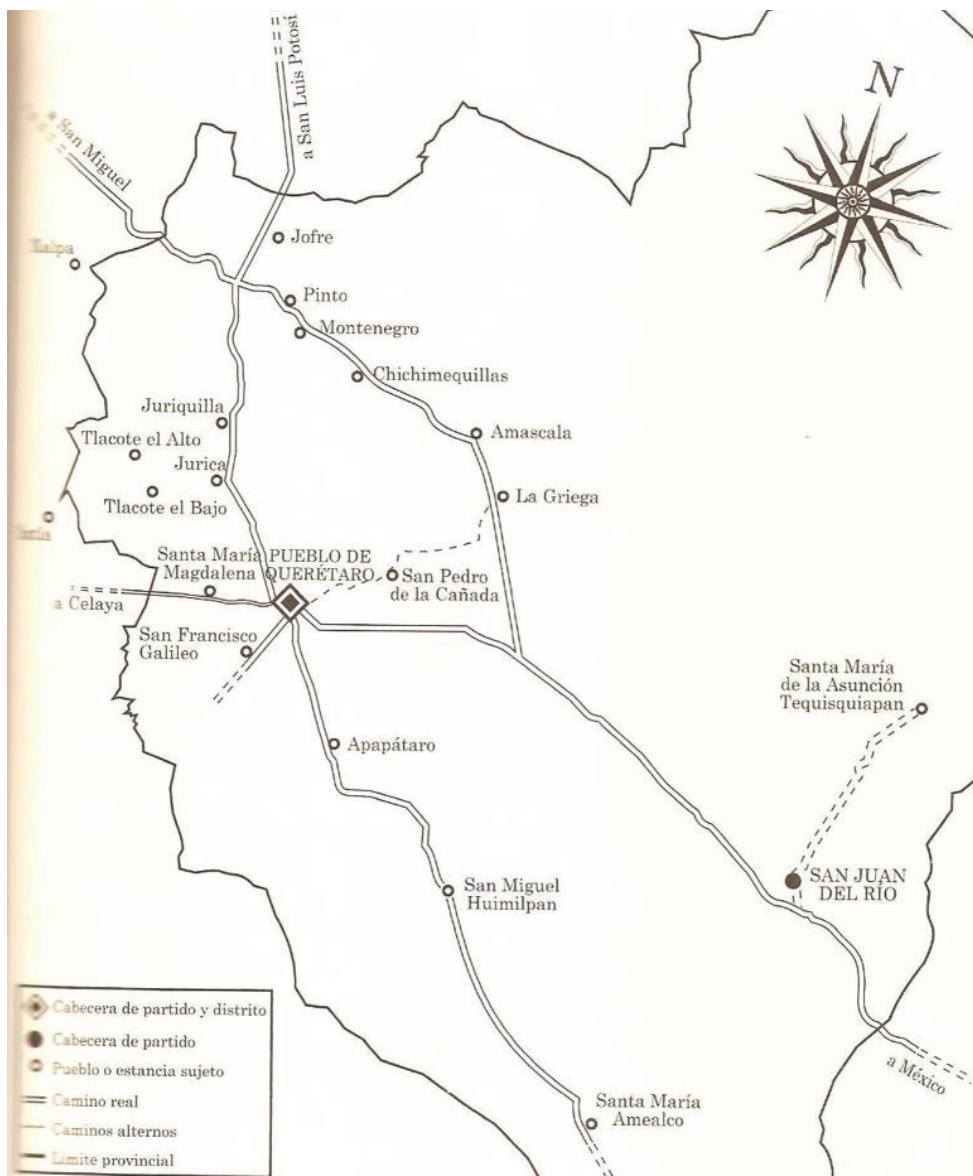 a San Luis Potosí
a San Miguel
N
Jofre
Pinto
Montenegro
Chichimequillas
Juriquilla
Amascala
Tlacote el Alto
Jurica
La Griega
Tlacote el Bajo
Santa María
Magdalena
PUEBLO DE
QUERÉTARO
San Pedro
de la Cañada
a Celaya
San Francisco
Galileo
Santa María
de la Asunción
Tequisquiapan
Apapátaro
SAN JUAN
DEL RÍO
San Miguel
Huimilpan
a México
Santa María
Amealco
Cabecera de partido y distrito
Cabecera de partido
Pueblo o estancia sujeto
Camino real
Caminos alternos
Límite provincial